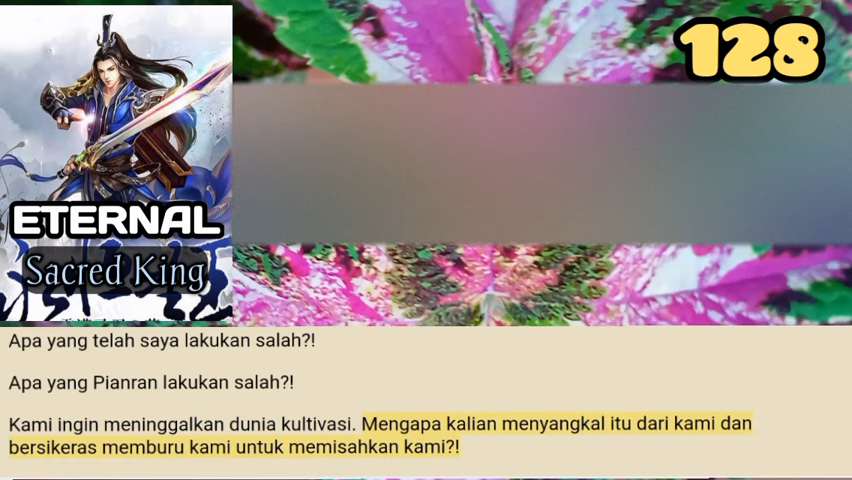 128
ETERNAL
Sacred King
Apa yang telah saya lakukan salah?!
Apa yang Pianran lakukan salah?!
Kami ingin meninggalkan dunia kultivasi. Mengapa kalian menyangkal itu dari kami dan
bersikeras memburu kami untuk memisahkan kami?!